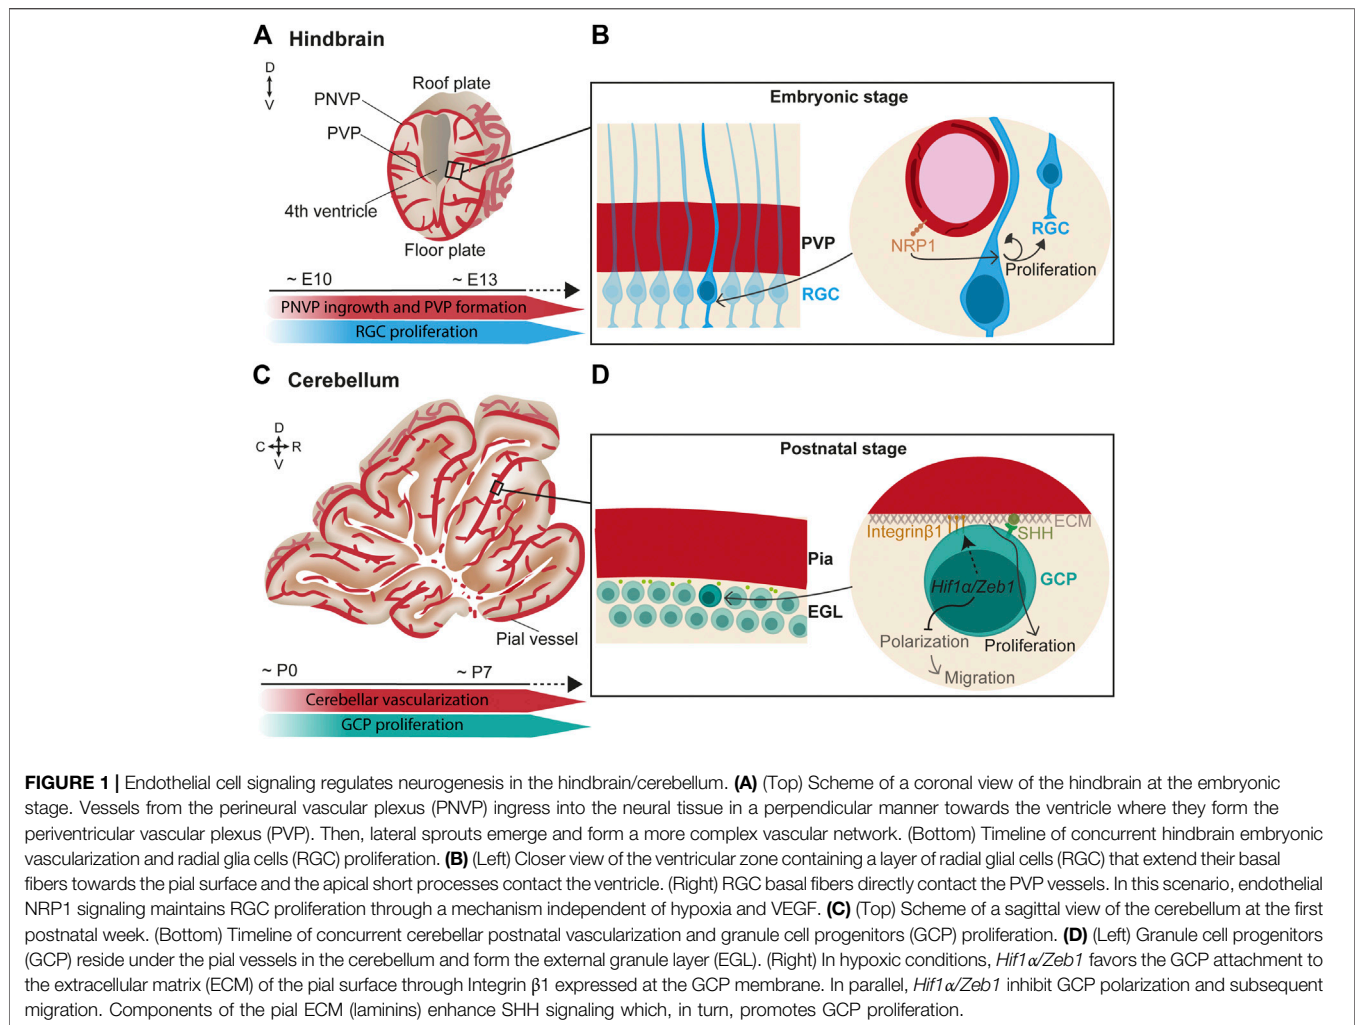 A Hindbrain
D
V
Roof plate
PNVP
PVP
4th ventricle
Floor plate
~ E10
~ E13
PNVP ingrowth and PVP formation
RGC proliferation
B
Embryonic stage
PVP
RGC
NRP1
RGC
Proliferation
C Cerebellum
D
C R
V
Pial vessel
~ P0
~ P7
Cerebellar vascularization
GCP proliferation
D
Postnatal stage
Pia
EGL
Integrinβ1
ECM
SHH
GCP
Hif1α/Zeb1
Polarization
Proliferation
Migration
FIGURE 1 | Endothelial cell signaling regulates neurogenesis in the hindbrain/cerebellum. (A) (Top) Scheme of a coronal view of the hindbrain at the embryonic
stage. Vessels from the perineural vascular plexus (PNVP) ingress into the neural tissue in a perpendicular manner towards the ventricle where they form the
periventricular vascular plexus (PVP). Then, lateral sprouts emerge and form a more complex vascular network. (Bottom) Timeline of concurrent hindbrain embryonic
vascularization and radial glia cells (RGC) proliferation. (B) (Left) Closer view of the ventricular zone containing a layer of radial glial cells (RGC) that extend their basal
fibers towards the pial surface and the apical short processes contact the ventricle. (Right) RGC basal fibers directly contact the PVP vessels. In this scenario, endothelial
NRP1 signaling maintains RGC proliferation through a mechanism independent of hypoxia and VEGF. (C) (Top) Scheme of a sagittal view of the cerebellum at the first
postnatal week. (Bottom) Timeline of concurrent cerebellar postnatal vascularization and granule cell progenitors (GCP) proliferation. (D) (Left) Granule cell progenitors
(GCP) reside under the pial vessels in the cerebellum and form the external granule layer (EGL). (Right) In hypoxic conditions, Hif1α/Zeb1 favors the GCP attachment to
the extracellular matrix (ECM) of the pial surface through Integrin β1 expressed at the GCP membrane. In parallel, Hif1α/Zeb1 inhibit GCP polarization and subsequent
migration. Components of the pial ECM (laminins) enhance SHH signaling which, in turn, promotes GCP proliferation.